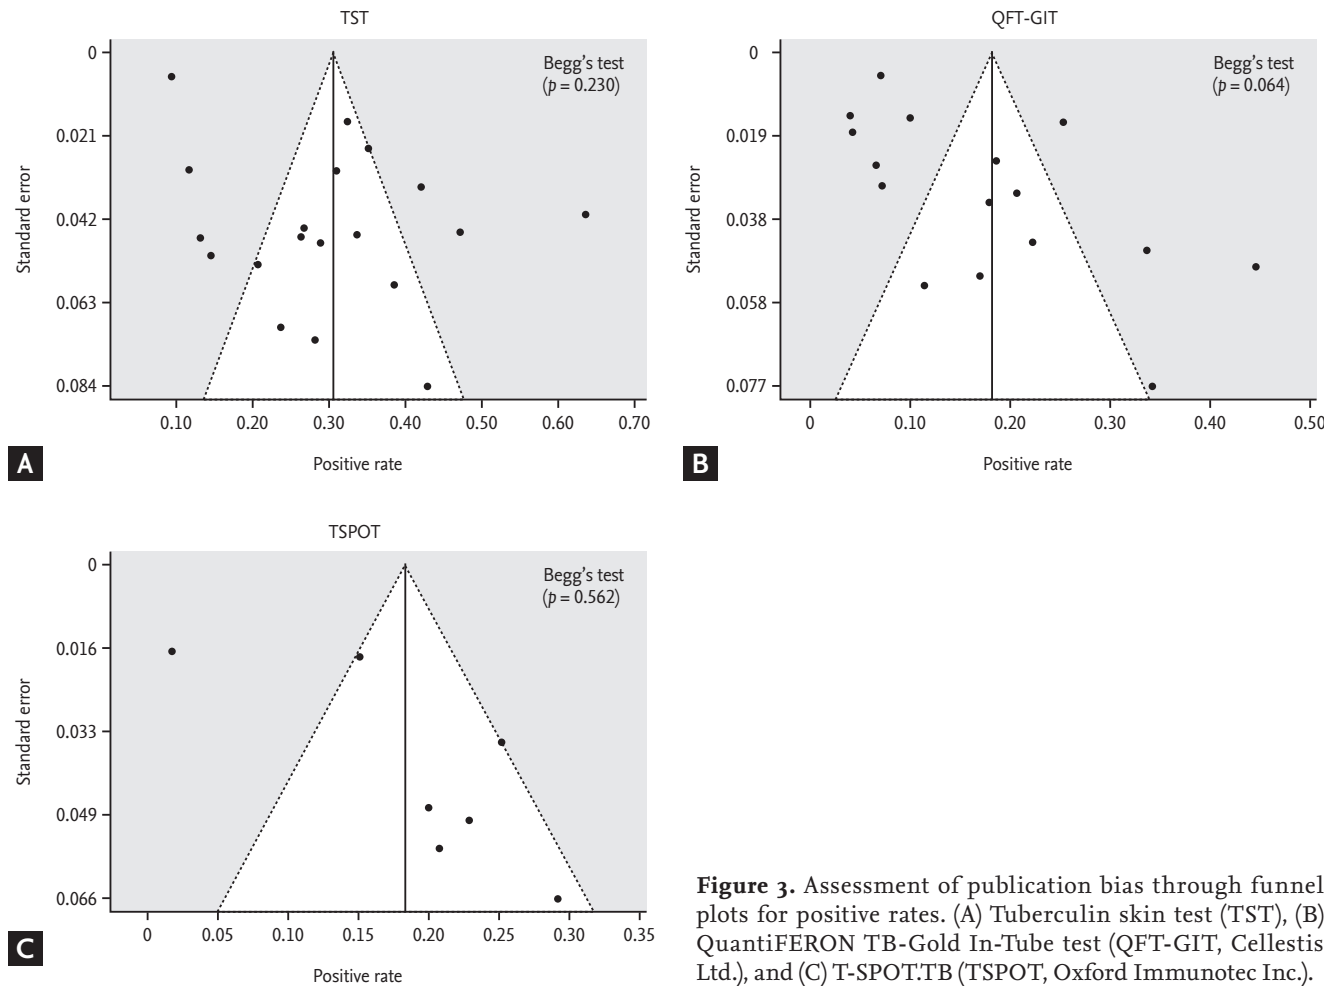 TST
Begg's test
(p = 0.230)
0
0.021
0.042
0.063
0.084
Standard error
0.10
0.20
0.30
0.40
0.50
0.60
0.70
Positive rate
A
QFT-GIT
Begg's test
(p = 0.064)
0
0.019
0.038
0.058
0.077
Standard error
0
0.10
0.20
0.30
0.40
0.50
Positive rate
B
TSPOT
Begg's test
(p = 0.562)
0
0.016
0.033
0.049
0.066
Standard error
0
0.05
0.10
0.15
0.20
0.25
0.30
0.35
Positive rate
C
Figure 3. Assessment of publication bias through funnel
plots for positive rates. (A) Tuberculin skin test (TST), (B)
QuantiFERON TB-Gold In-Tube test (QFT-GIT, Cellestis
Ltd.), and (C) T-SPOT.TB (TSPOT, Oxford Immunotec Inc.).